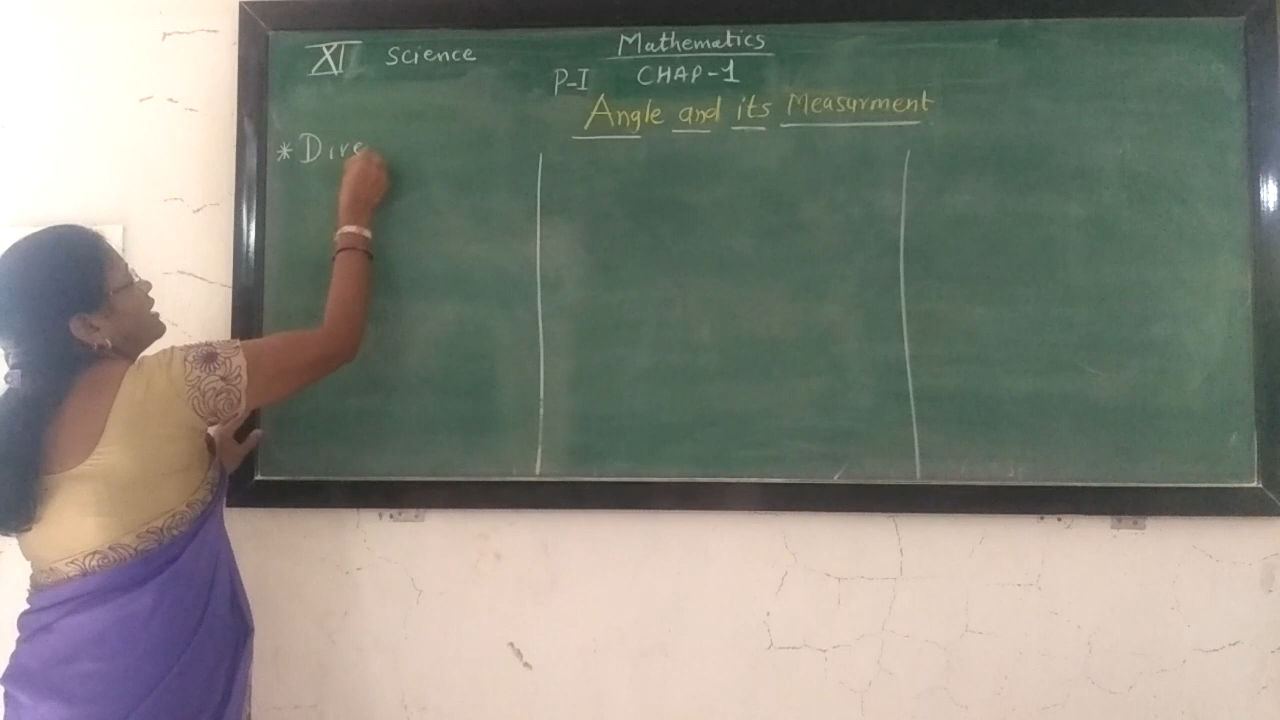 XI Science
Mathematics
P-I CHAP-1
Angle and its Measurment
* Dire